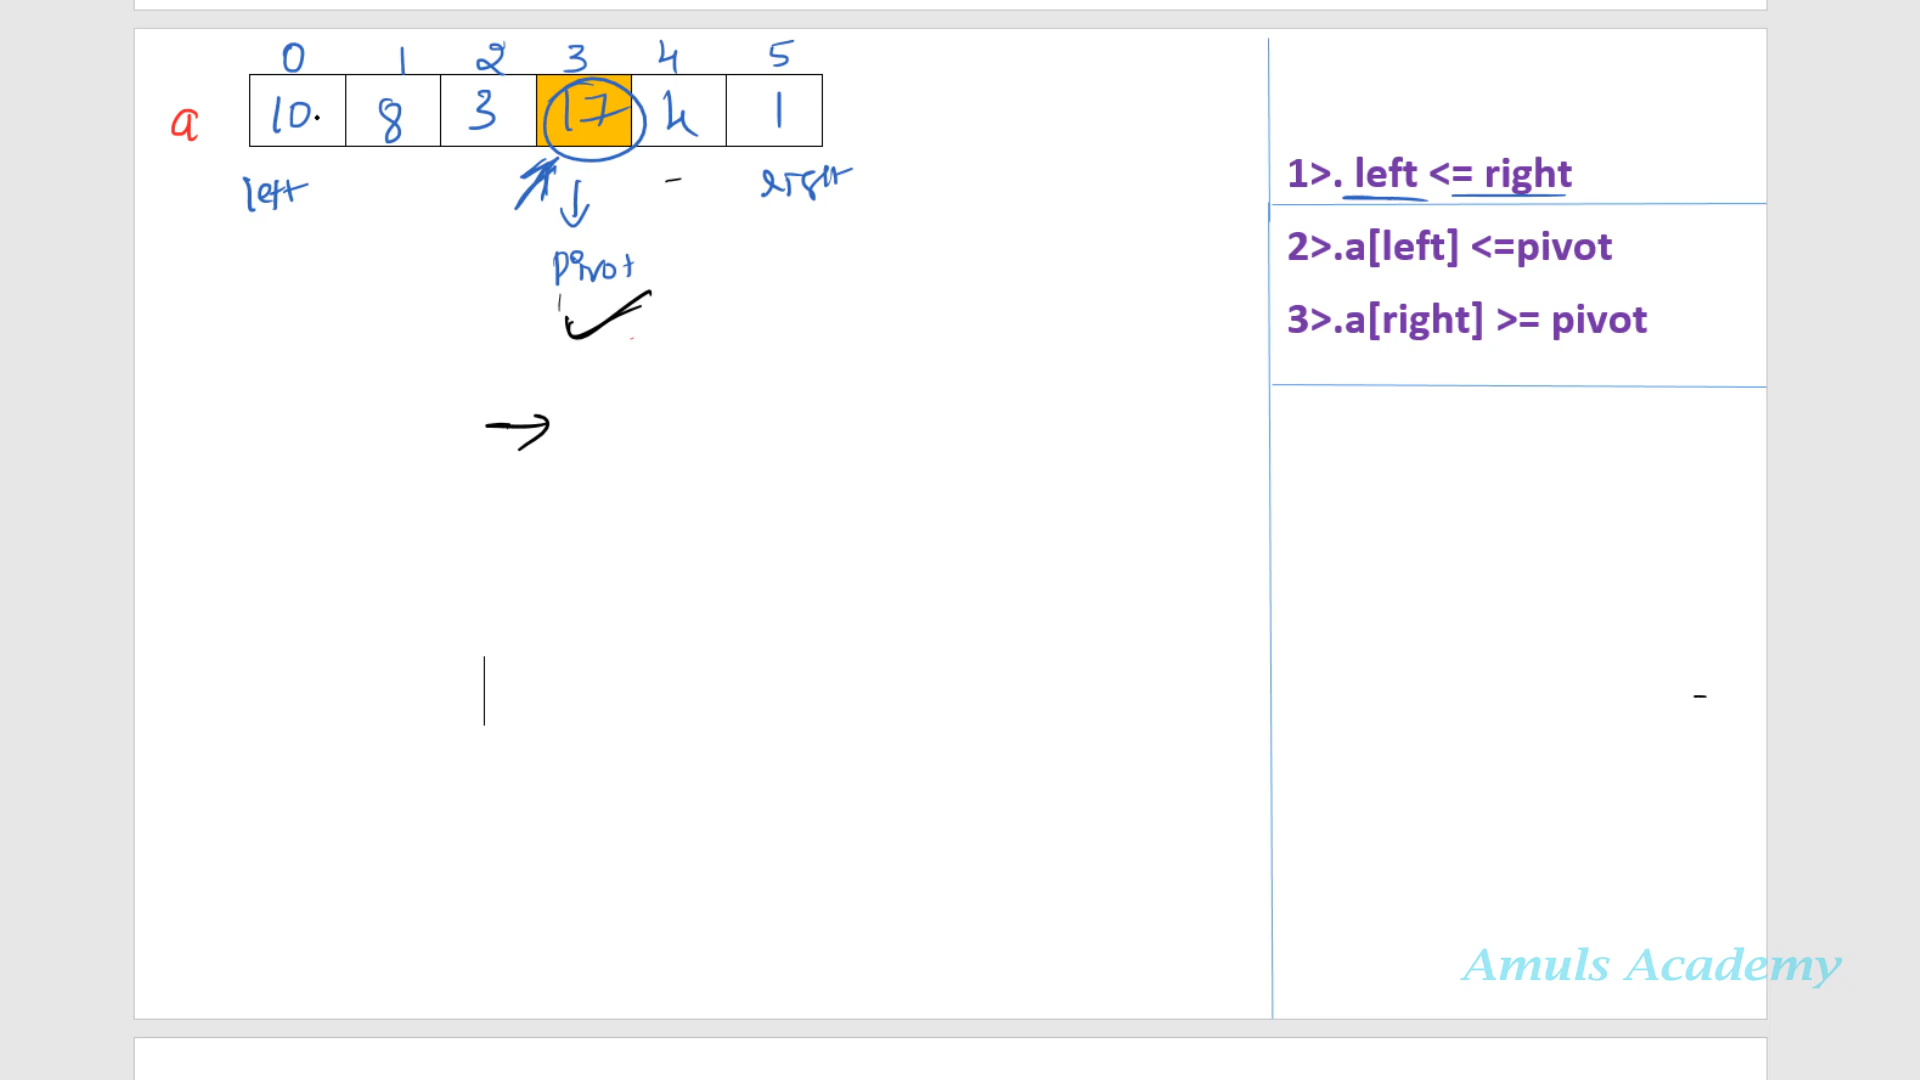 0 1 2 3 4 5
a 10. 8 3 17 4 1
left right
pivot
1>. left <= right
2>.a[left] <=pivot
3>.a[right] >= pivot
Amuls Academy